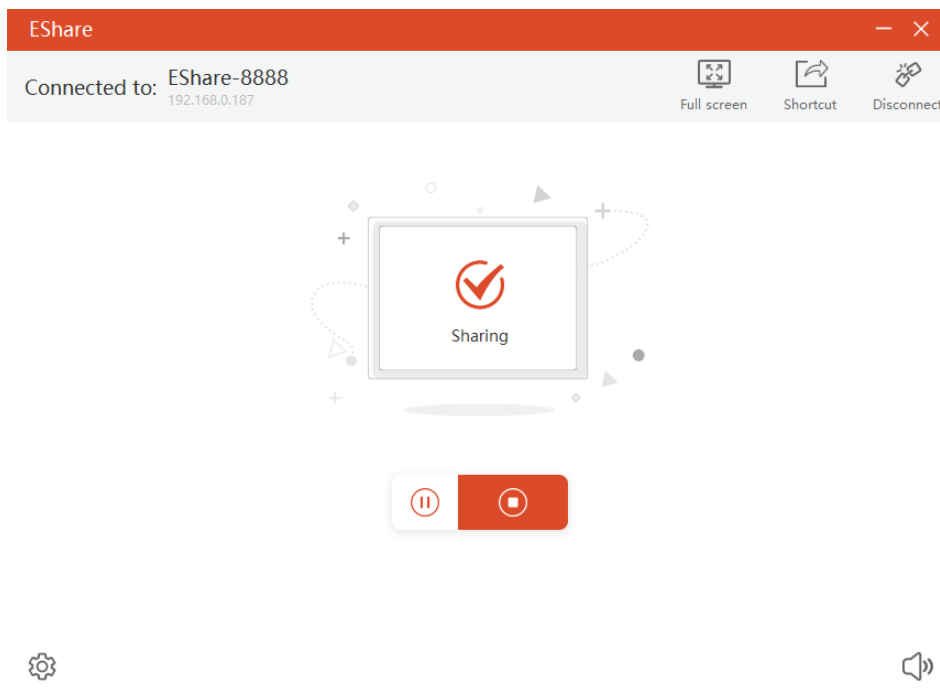 EShare
Connected to: EShare-8888
192.168.0.187
Full screen
Shortcut
Disconnect
Sharing